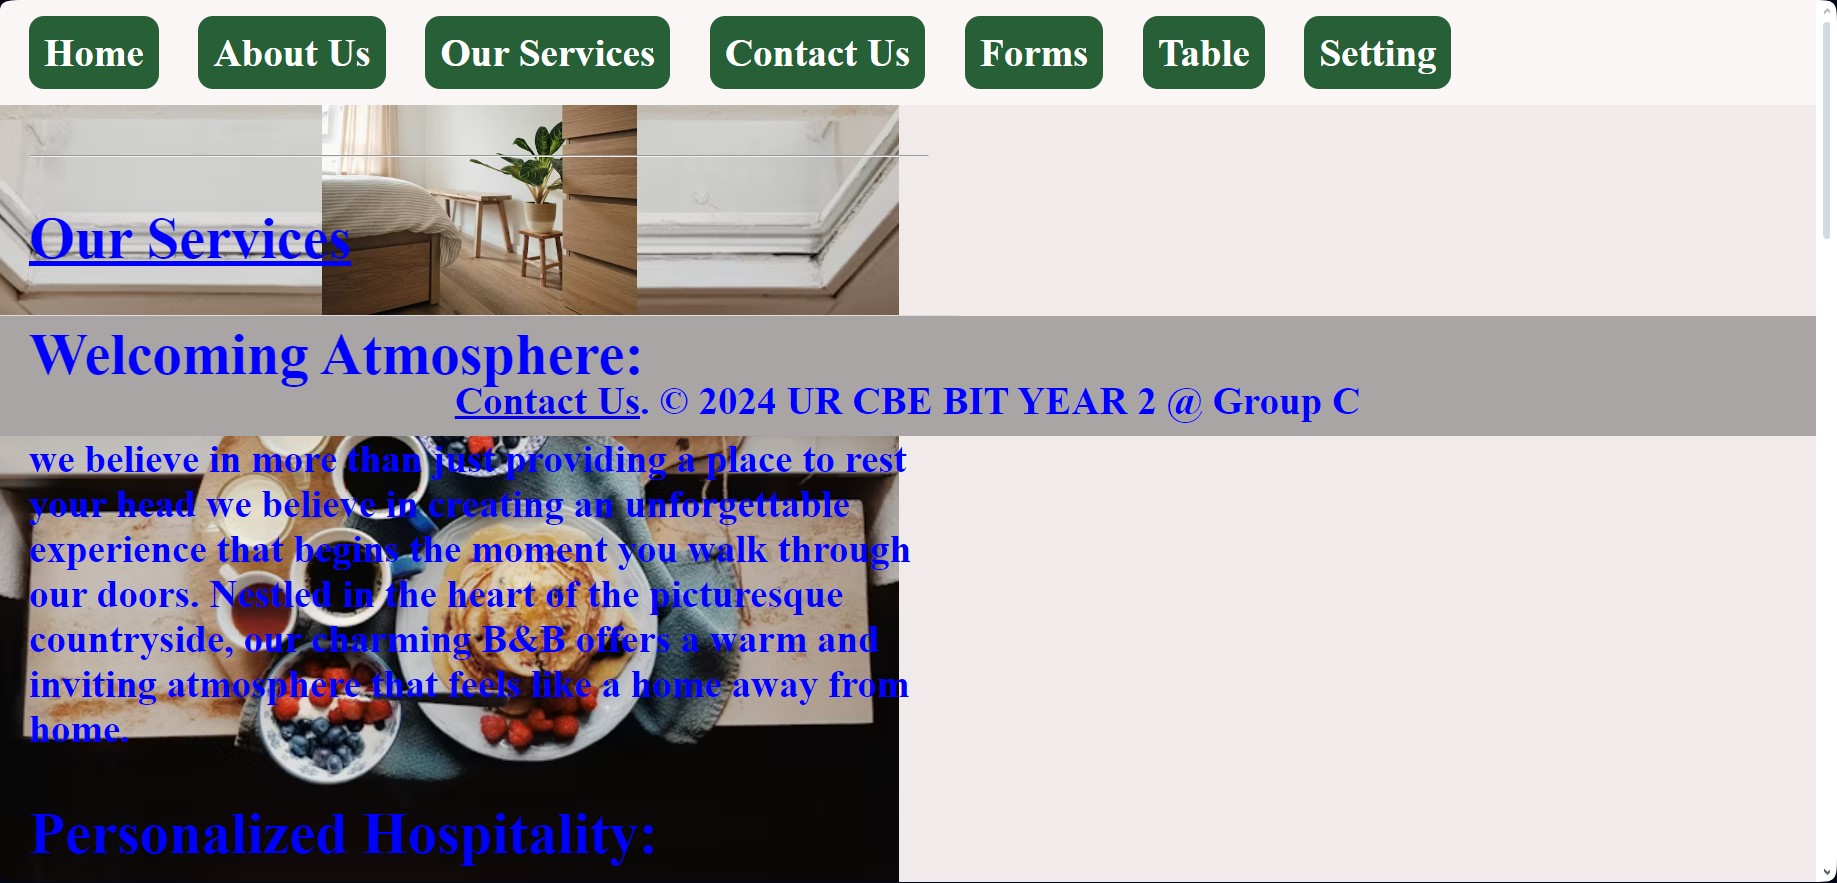 Home About Us Our Services Contact Us Forms Table Setting
Our Services
Welcoming Atmosphere:
Contact Us. © 2024 UR CBE BIT YEAR 2 @ Group C
we believe in more than just providing a place to rest
your head we believe in creating an unforgettable
experience that begins the moment you walk through
our doors. Nestled in the heart of the picturesque
countryside, our charming B&B offers a warm and
inviting atmosphere that feels like a home away from
home.
Personalized Hospitality: